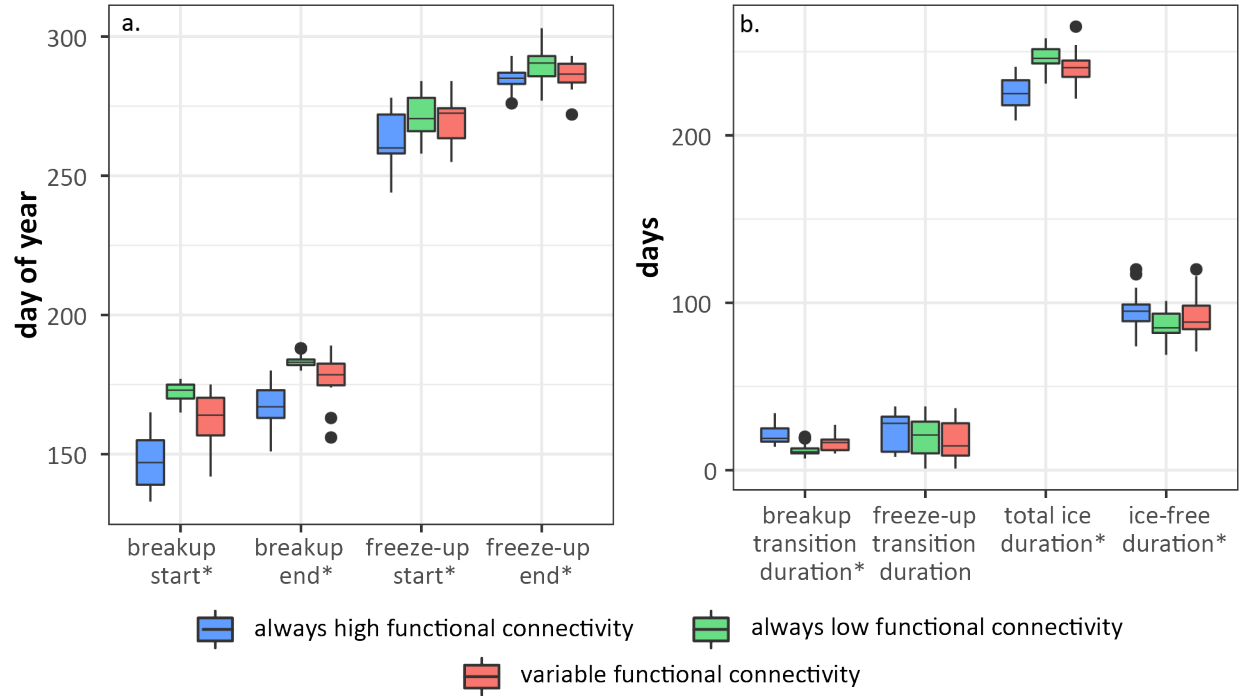 a.
day of year
300
250
200
150
breakup start*
breakup end*
freeze-up start*
freeze-up end*
b.
days
200
100
0
breakup transition duration*
freeze-up transition duration
total ice duration*
ice-free duration*
always high functional connectivity
always low functional connectivity
variable functional connectivity